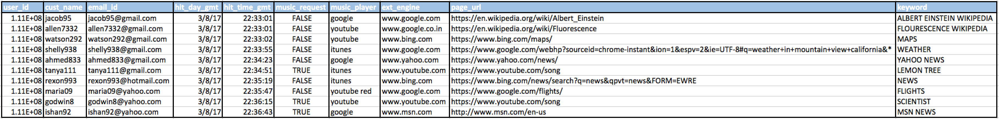 user_id cust_name email_id hit_day_gmt hit_time_gmt music_request music_player ext_engine page_url keyword
1.11E+08 jacob95 jacob95@gmail.com 3/8/17 22:33:01 FALSE google www.google.com https://en.wikipedia.org/wiki/Albert_Einstein ALBERT EINSTEIN WIKIPEDIA
1.11E+08 allen7332 allen7332@gmail.com 3/8/17 22:33:01 FALSE youtube www.google.co.in https://en.wikipedia.org/wiki/Fluorescence FLOURESCENCE WIKIPEDIA
1.11E+08 watson292 watson292@gmail.com 3/8/17 22:33:02 FALSE youtube www.bing.com https://www.bing.com/maps/ MAPS
1.11E+08 shelly938 shelly938@gmail.com 3/8/17 22:33:55 FALSE itunes www.google.com https://www.google.com/webhp?sourceid=chrome-instant&ion=1&espv=2&ie=UTF-8#q=weather+in+mountain+view+california&* WEATHER
1.11E+08 ahmed833 ahmed833@gmail.com 3/8/17 22:34:23 FALSE google www.yahoo.com https://www.yahoo.com/news/ YAHOO NEWS
1.11E+08 tanya111 tanya111@gmail.com 3/8/17 22:34:51 TRUE itunes www.youtube.com https://www.youtube.com/song LEMON TREE
1.11E+08 rexon993 rexon993@hotmail.com 3/8/17 22:35:19 FALSE itunes www.bing.com https://www.bing.com/news/search?q=news&qpvt=news&FORM=EWRE NEWS
1.11E+08 maria09 maria09@yahoo.com 3/8/17 22:35:47 FALSE youtube red www.google.com https://www.google.com/flights/ FLIGHTS
1.11E+08 godwin8 godwin8@yahoo.com 3/8/17 22:36:15 TRUE youtube www.youtube.com https://www.youtube.com/song SCIENTIST
1.11E+08 ishan92 ishan92@yahoo.com 3/8/17 22:36:43 TRUE google www.msn.com http://www.msn.com/en-us MSN NEWS